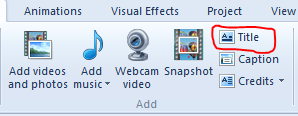 Animations Visual Effects Project View
Title
Add videos Add Webcam Snapshot Caption
and photos music video Credits
Add